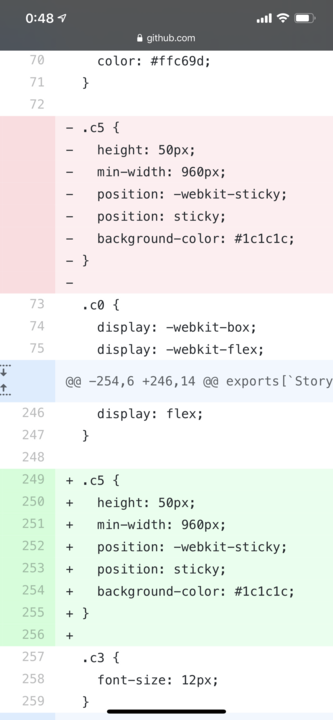 0:48
github.com
70 color: #ffc69d;
71 }
72
- .c5 {
- height: 50px;
- min-width: 960px;
- position: -webkit-sticky;
- position: sticky;
- background-color: #1c1c1c;
- }
-
73 .c0 {
74 display: -webkit-box;
75 display: -webkit-flex;
@@ -254,6 +246,14 @@ exports[`Story
246 display: flex;
247 }
248
249 + .c5 {
250 + height: 50px;
251 + min-width: 960px;
252 + position: -webkit-sticky;
253 + position: sticky;
254 + background-color: #1c1c1c;
255 + }
256 +
257 .c3 {
258 font-size: 12px;
259 }